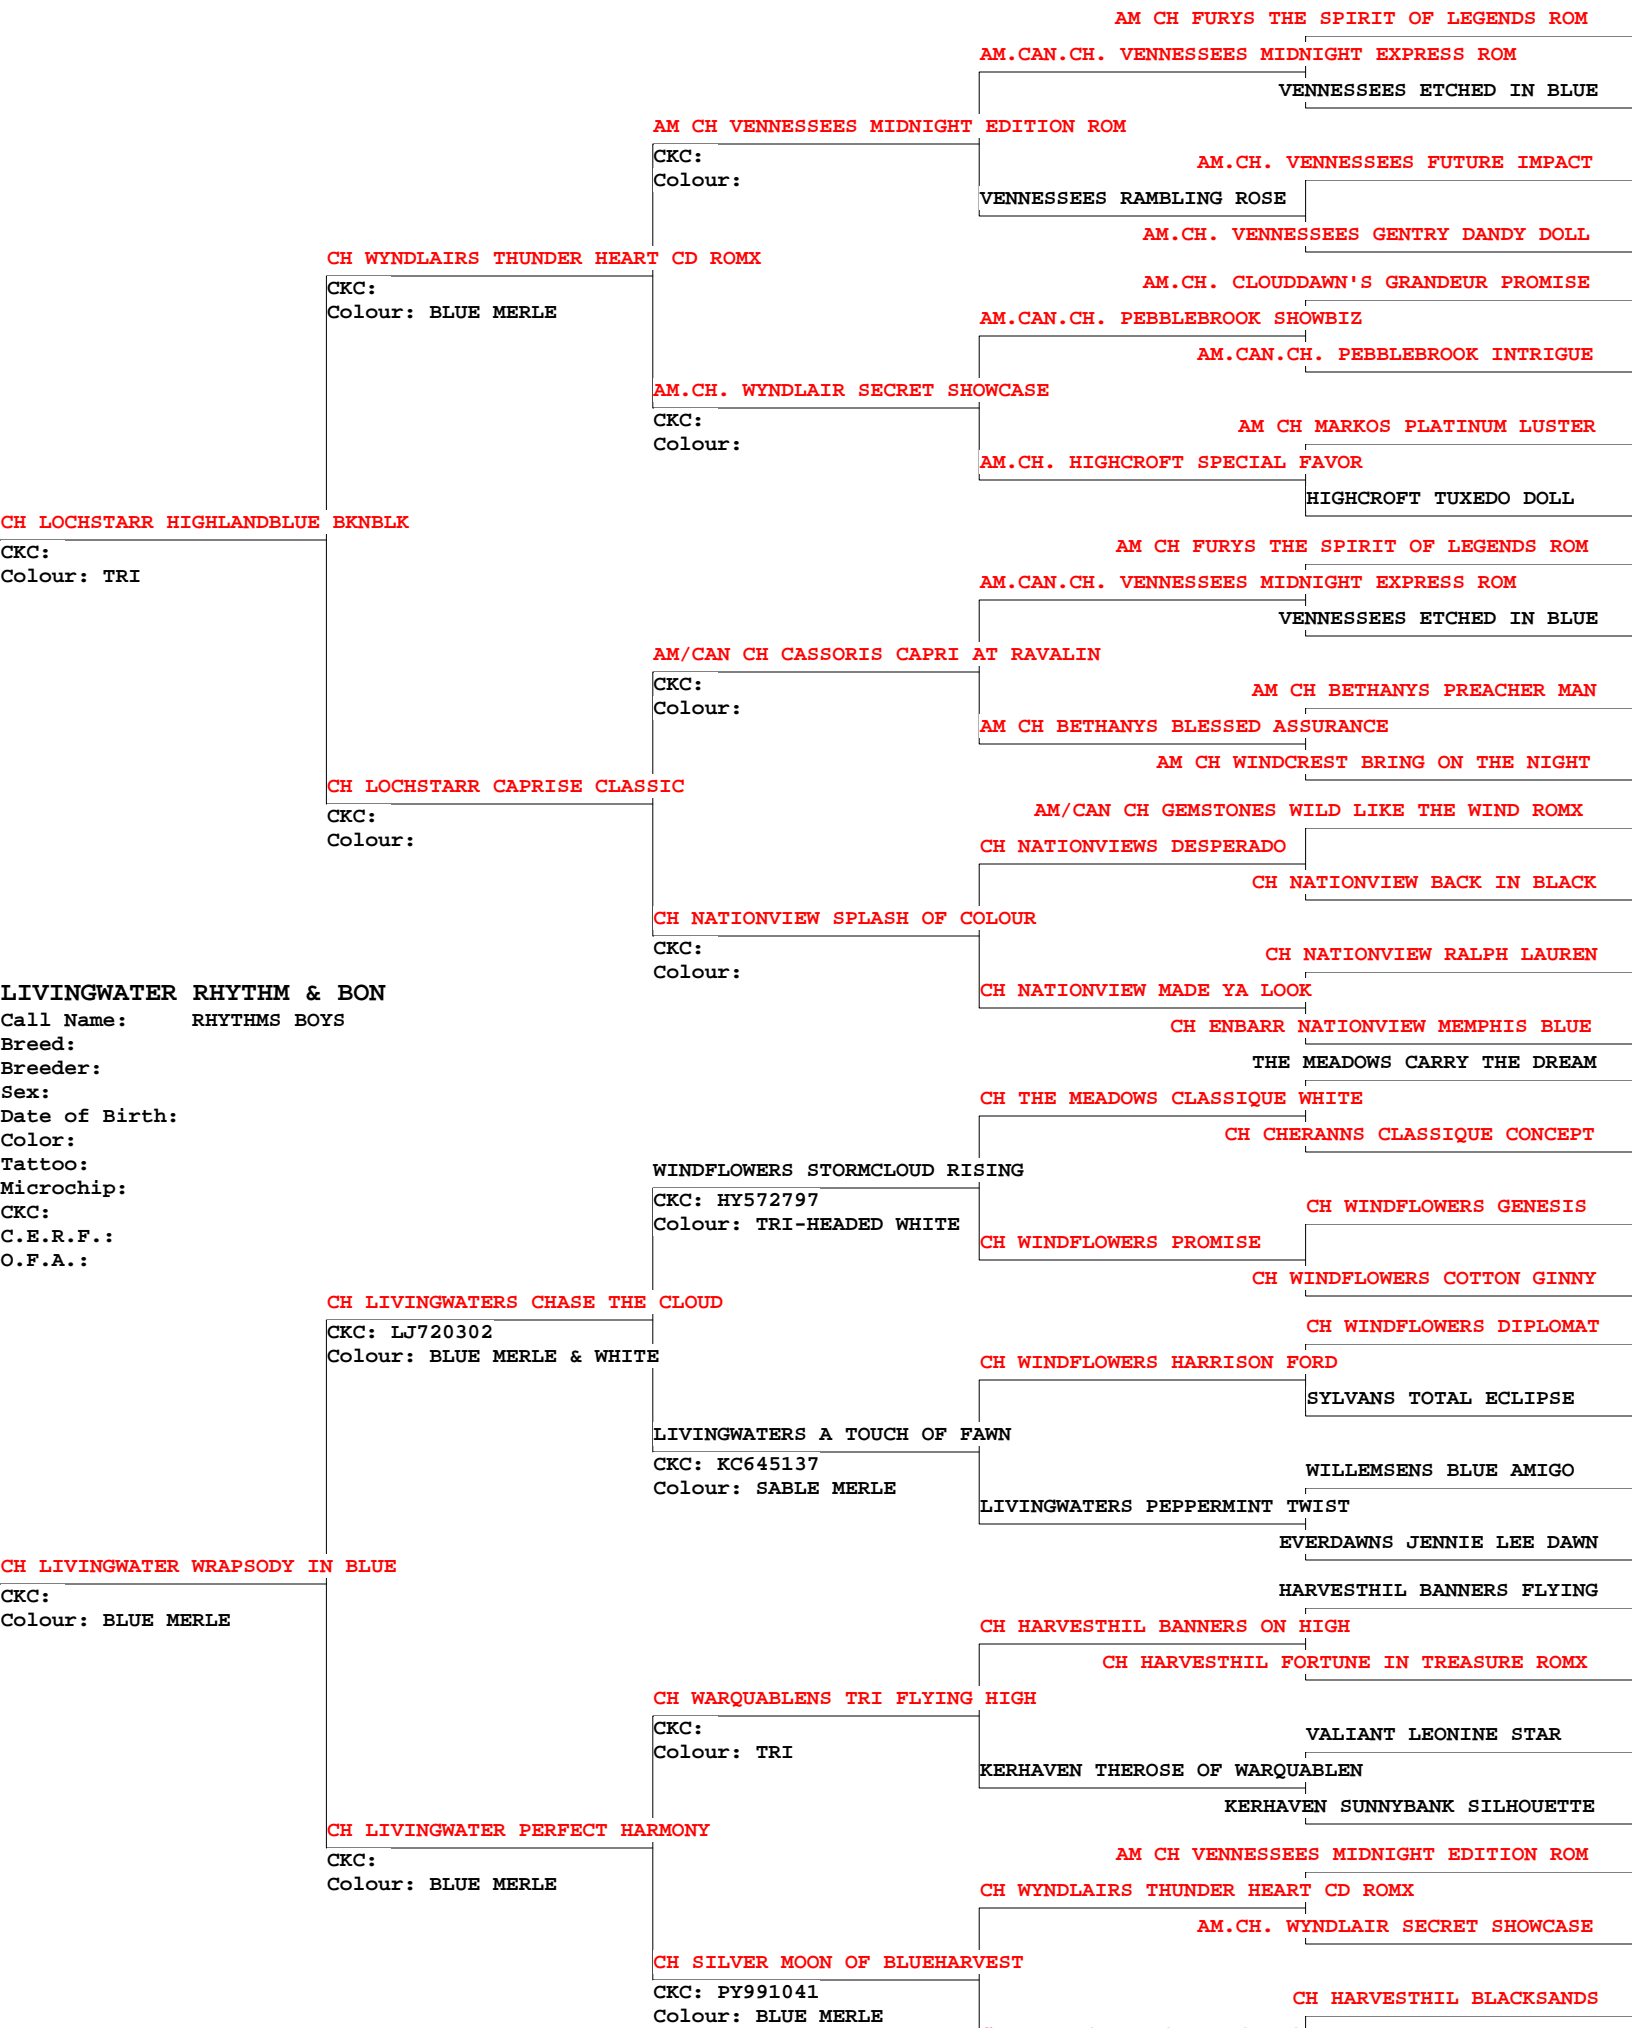 AM CH FURYS THE SPIRIT OF LEGENDS ROM
AM.CAN.CH. VENNESSEES MIDNIGHT EXPRESS ROM
VENNESSEES ETCHED IN BLUE
AM CH VENNESSEES MIDNIGHT EDITION ROM
CKC:
AM.CH. VENNESSEES FUTURE IMPACT
Colour:
VENNESSEES RAMBLING ROSE
AM.CH. VENNESSEES GENTRY DANDY DOLL
CH WYNDLAIRS THUNDER HEART CD ROMX
CKC:
AM.CH. CLOUDDAWN'S GRANDEUR PROMISE
Colour: BLUE MERLE
AM.CAN.CH. PEBBLEBROOK SHOWBIZ
AM.CAN.CH. PEBBLEBROOK INTRIGUE
AM.CH. WYNDLAIR SECRET SHOWCASE
CKC:
AM CH MARKOS PLATINUM LUSTER
Colour:
AM.CH. HIGHCROFT SPECIAL FAVOR
HIGHCROFT TUXEDO DOLL
CH LOCHSTARR HIGHLANDBLUE BKNBLK
CKC:
AM CH FURYS THE SPIRIT OF LEGENDS ROM
Colour: TRI
AM.CAN.CH. VENNESSEES MIDNIGHT EXPRESS ROM
VENNESSEES ETCHED IN BLUE
AM/CAN CH CASSORIS CAPRI AT RAVALIN
CKC:
AM CH BETHANYS PREACHER MAN
Colour:
AM CH BETHANYS BLESSED ASSURANCE
AM CH WINDCREST BRING ON THE NIGHT
CH LOCHSTARR CAPRISE CLASSIC
CKC:
AM/CAN CH GEMSTONES WILD LIKE THE WIND ROMX
Colour:
CH NATIONVIEWS DESPERADO
CH NATIONVIEW BACK IN BLACK
CH NATIONVIEW SPLASH OF COLOUR
CKC:
CH NATIONVIEW RALPH LAUREN
Colour:
LIVINGWATER RHYTHM & BON
CH NATIONVIEW MADE YA LOOK
Call Name: RHYTHMS BOYS
CH ENBARR NATIONVIEW MEMPHIS BLUE
Breed:
THE MEADOWS CARRY THE DREAM
Breeder:
Sex:
CH THE MEADOWS CLASSIQUE WHITE
Date of Birth:
CH CHERANNS CLASSIQUE CONCEPT
Color:
Tattoo:
WINDFLOWERS STORMCLOUD RISING
Microchip:
CKC: HY572797
CH WINDFLOWERS GENESIS
CKC:
Colour: TRI-HEADED WHITE
C.E.R.F.:
CH WINDFLOWERS PROMISE
O.F.A.:
CH WINDFLOWERS COTTON GINNY
CH LIVINGWATERS CHASE THE CLOUD
CKC: LJ720302
CH WINDFLOWERS DIPLOMAT
Colour: BLUE MERLE & WHITE
CH WINDFLOWERS HARRISON FORD
SYLVANS TOTAL ECLIPSE
LIVINGWATERS A TOUCH OF FAWN
CKC: KC645137
WILLEMSENS BLUE AMIGO
Colour: SABLE MERLE
LIVINGWATERS PEPPERMINT TWIST
EVERDAWNS JENNIE LEE DAWN
CH LIVINGWATER WRAPSODY IN BLUE
CKC:
HARVESTHIL BANNERS FLYING
Colour: BLUE MERLE
CH HARVESTHIL BANNERS ON HIGH
CH HARVESTHIL FORTUNE IN TREASURE ROMX
CH WARQUABLENS TRI FLYING HIGH
CKC:
VALIANT LEONINE STAR
Colour: TRI
KERHAVEN THEROSE OF WARQUABLEN
KERHAVEN SUNNYBANK SILHOUETTE
CH LIVINGWATER PERFECT HARMONY
CKC:
AM CH VENNESSEES MIDNIGHT EDITION ROM
Colour: BLUE MERLE
CH WYNDLAIRS THUNDER HEART CD ROMX
AM.CH. WYNDLAIR SECRET SHOWCASE
CH SILVER MOON OF BLUEHARVEST
CKC: PY991041
CH HARVESTHIL BLACKSANDS
Colour: BLUE MERLE